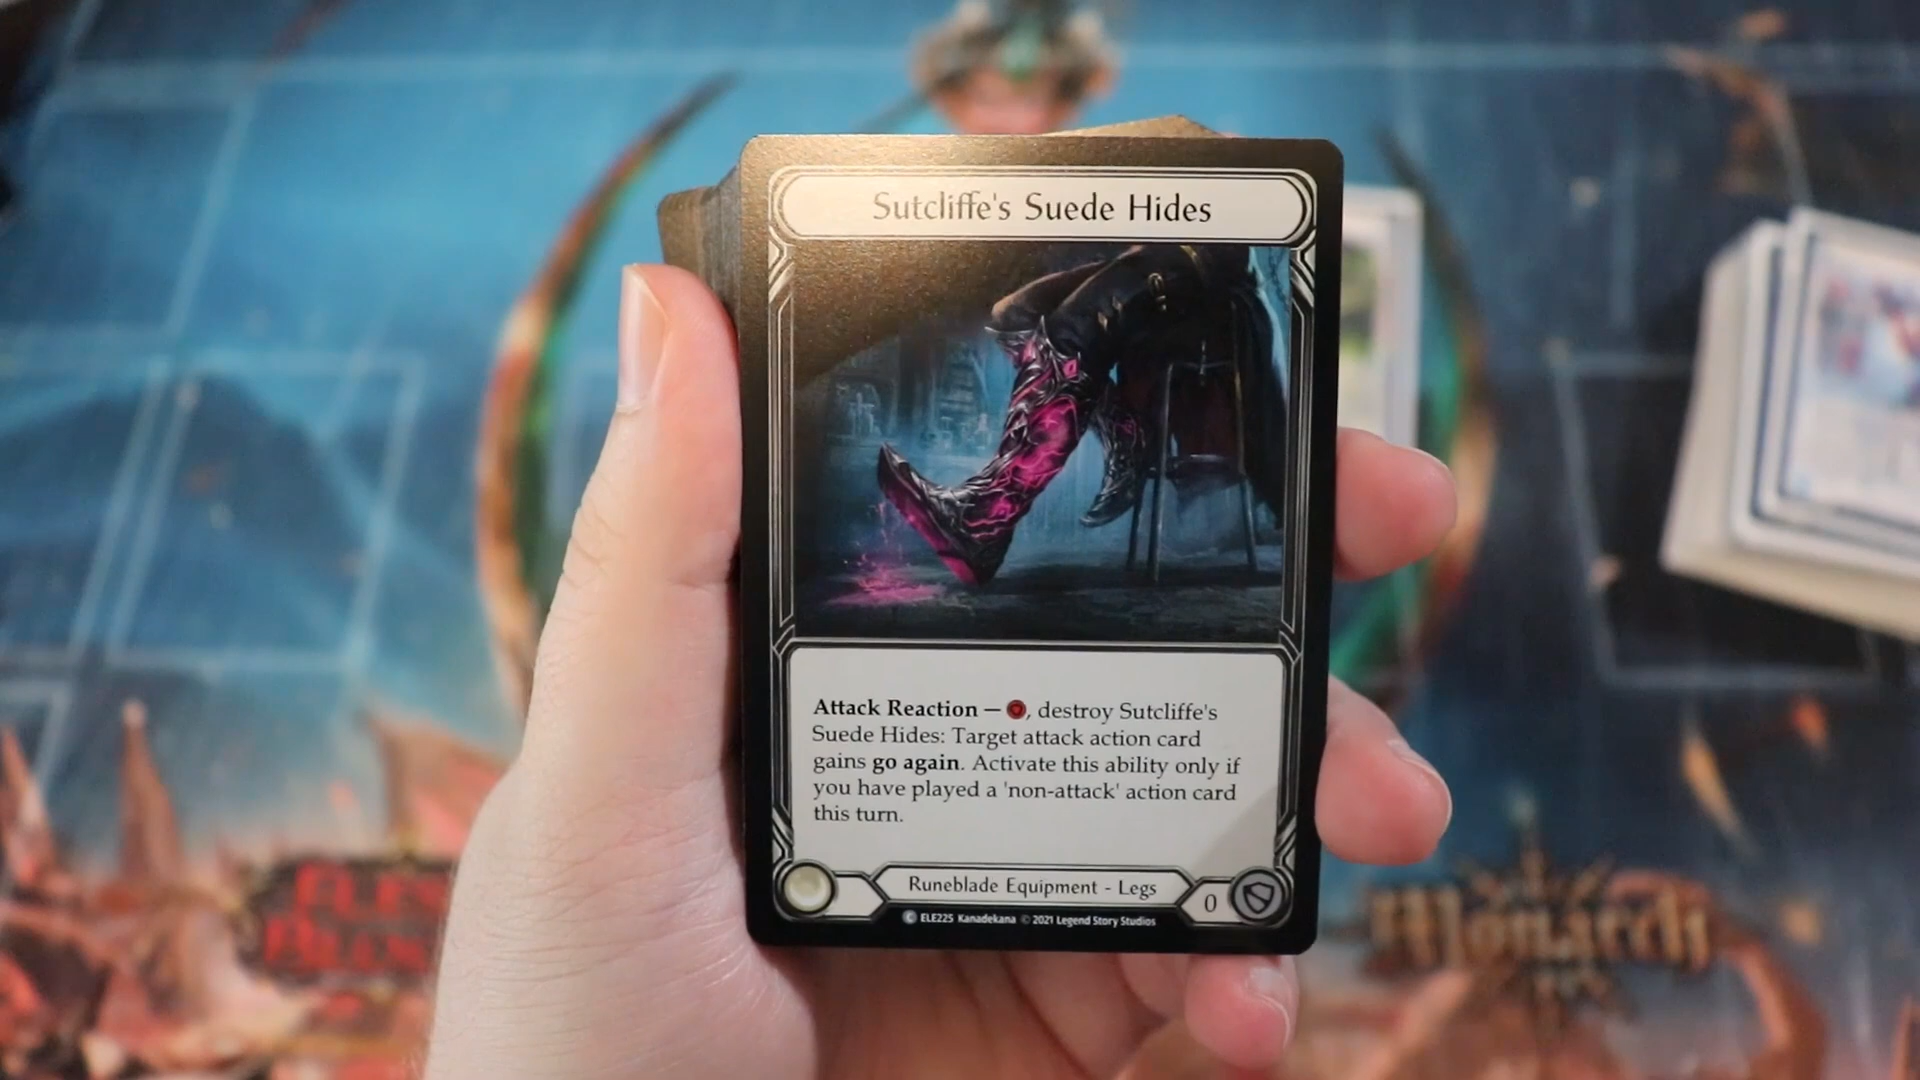 Sutcliffe's Suede Hides
Attack Reaction — , destroy Sutcliffe's
Suede Hides: Target attack action card
gains go again. Activate this ability only if
you have played a 'non-attack' action card
this turn.
Runeblade Equipment - Legs
0
C ELE225 Kanadekana © 2021 Legend Story Studios
Monarch